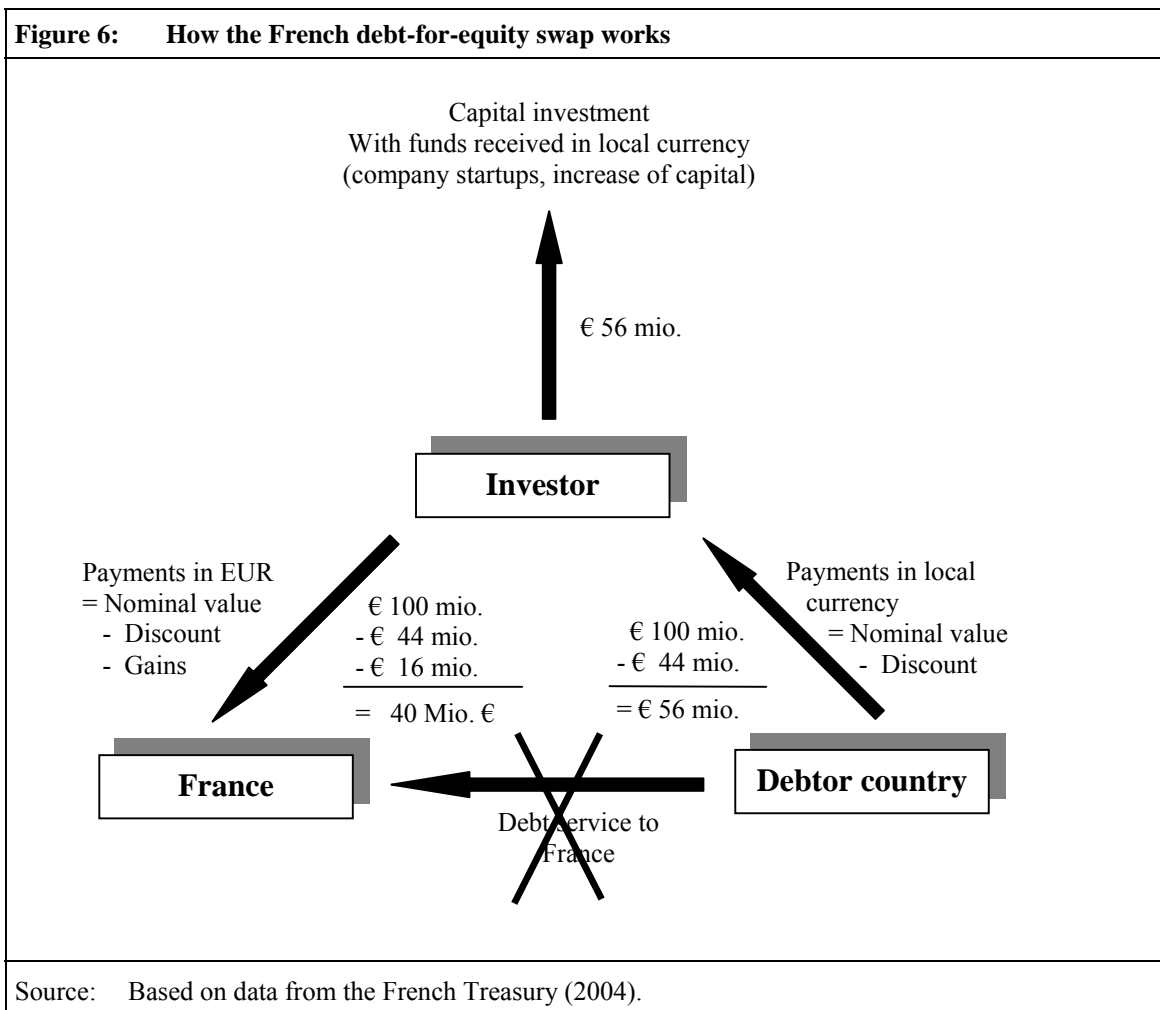 Figure 6: How the French debt-for-equity swap works
Capital investment
With funds received in local currency
(company startups, increase of capital)
€ 56 mio.
Investor
Payments in EUR
= Nominal value
- Discount
- Gains
€ 100 mio.
- € 44 mio.
- € 16 mio.
= 40 Mio. €
€ 100 mio.
- € 44 mio.
= € 56 mio.
Payments in local
currency
= Nominal value
- Discount
France
Debtor country
Debt service to
France
Source: Based on data from the French Treasury (2004).